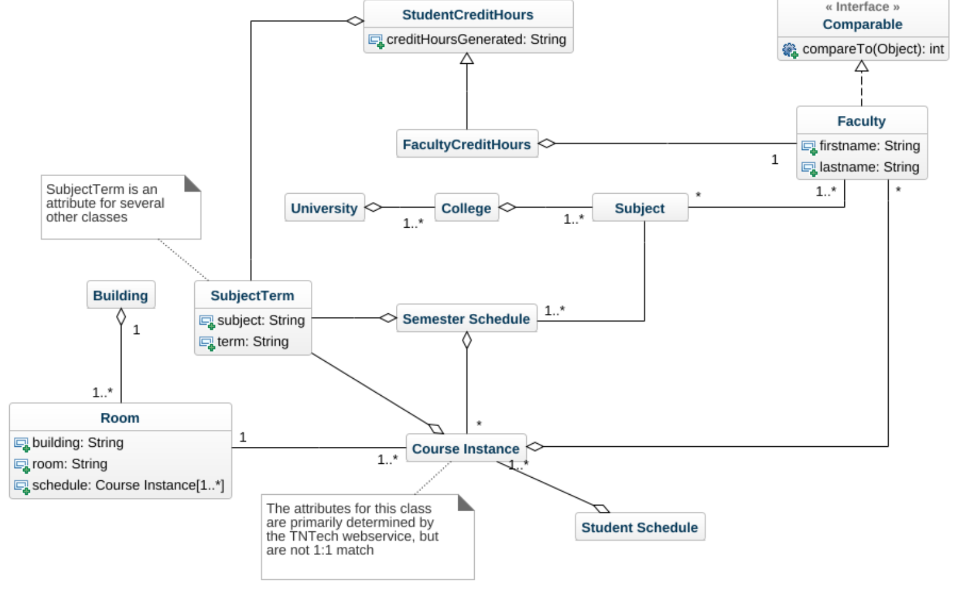 StudentCreditHours
creditHoursGenerated: String
« Interface »
Comparable
compareTo(Object): int
Faculty
firstname: String
lastname: String
FacultyCreditHours
1
SubjectTerm is an
attribute for several
other classes
University
1..*
College
1..*
Subject
*
1..*
*
Building
1
1..*
SubjectTerm
subject: String
term: String
Semester Schedule
1..*
*
Room
building: String
room: String
schedule: Course Instance[1..*]
1
1..*
Course Instance
1..*
The attributes for this class
are primarily determined by
the TNTech webservice, but
are not 1:1 match
Student Schedule